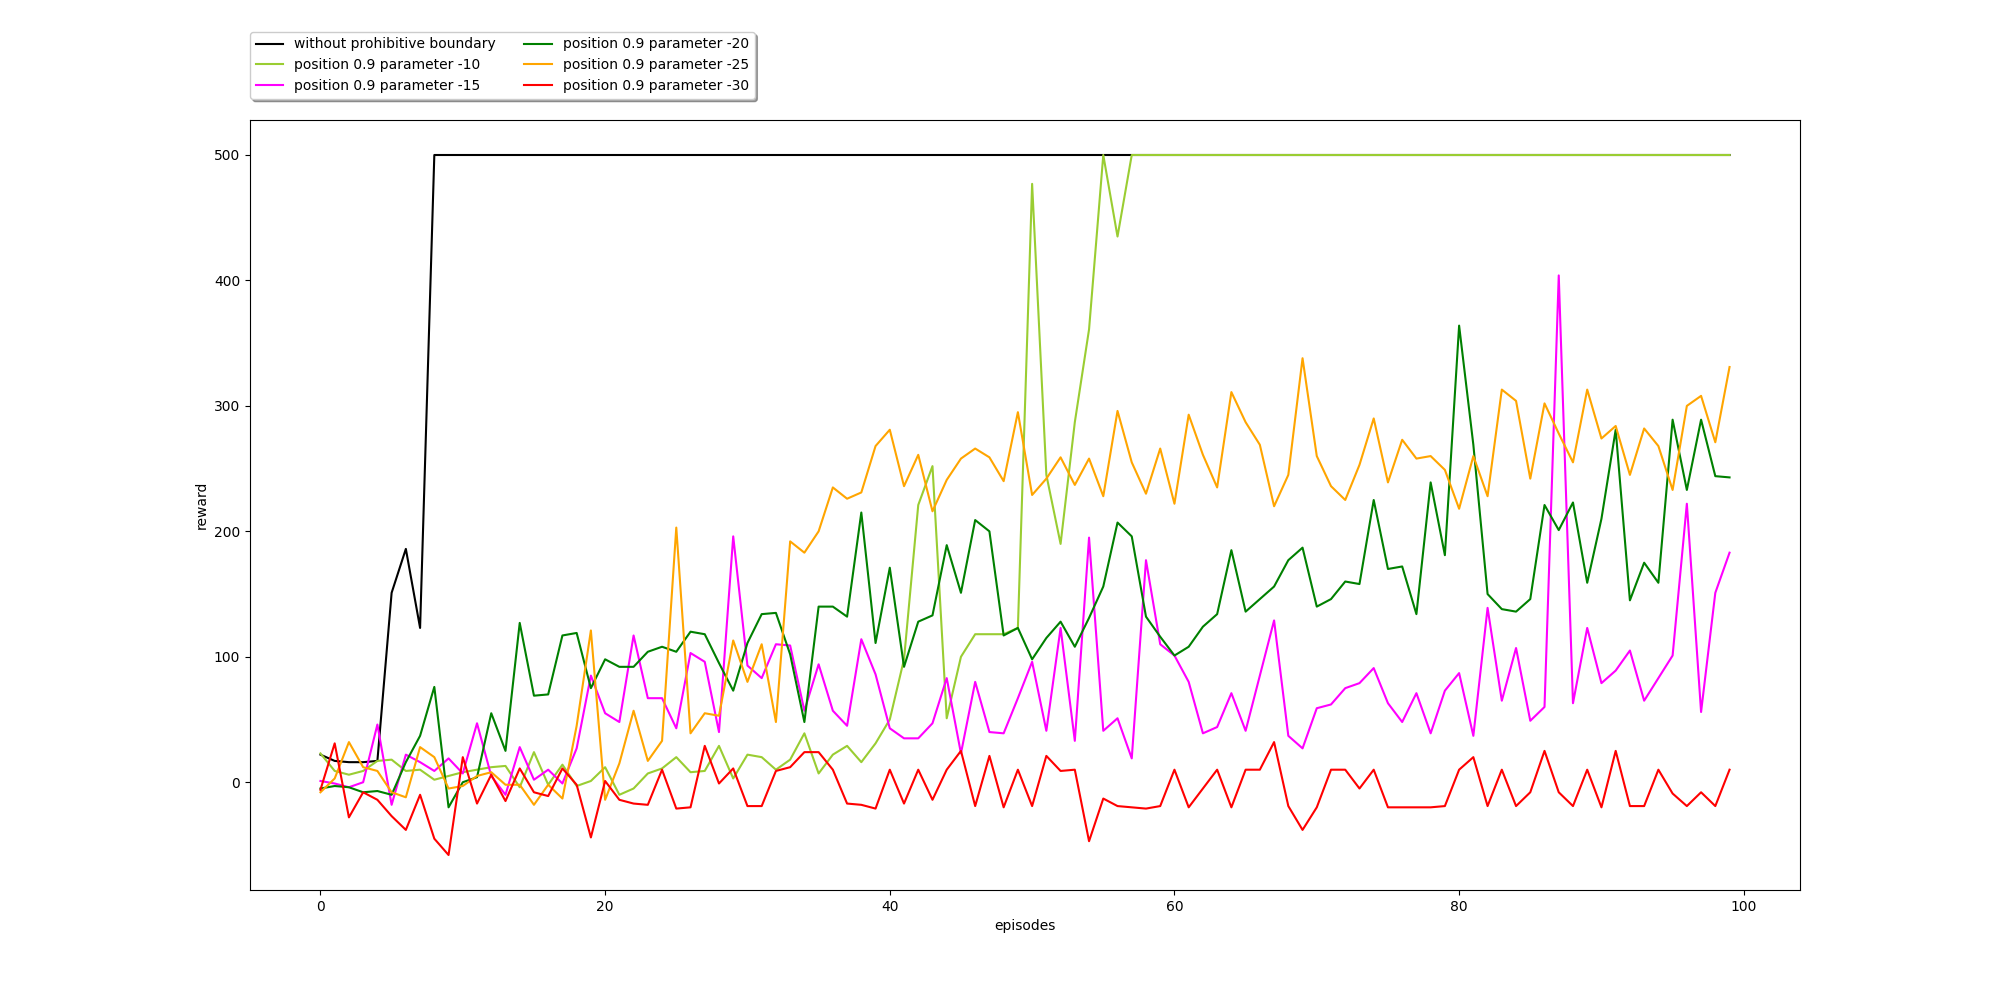 without prohibitive boundary
position 0.9 parameter -10
position 0.9 parameter -15
position 0.9 parameter -20
position 0.9 parameter -25
position 0.9 parameter -30
500
400
300
200
100
0
reward
0 20 40 60 80 100
episodes